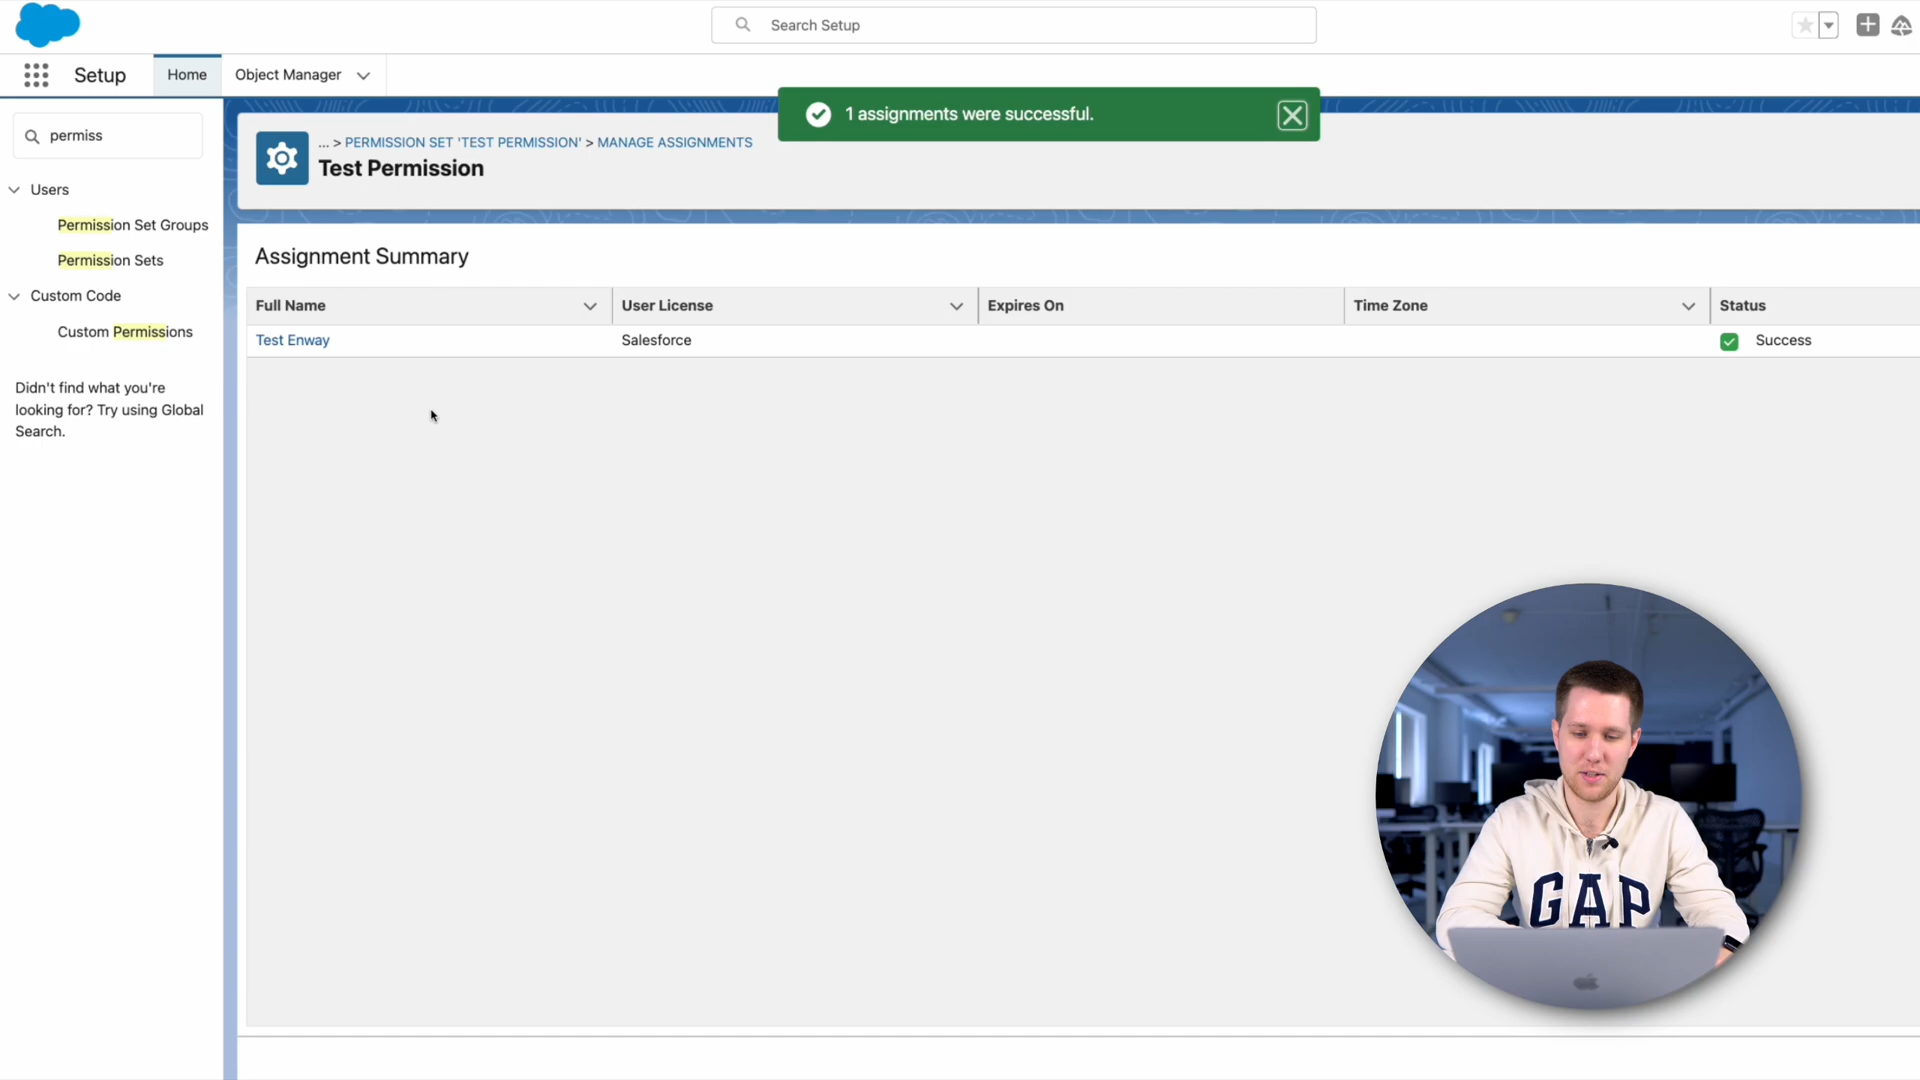 Search Setup
Setup
Home
Object Manager
1 assignments were successful.
permiss
... > PERMISSION SET 'TEST PERMISSION' > MANAGE ASSIGNMENTS
Test Permission
Users
Permission Set Groups
Permission Sets
Custom Code
Custom Permissions
Didn't find what you're
looking for? Try using Global
Search.
Assignment Summary
Full Name User License Expires On Time Zone Status
Test Enway Salesforce Success
GAP